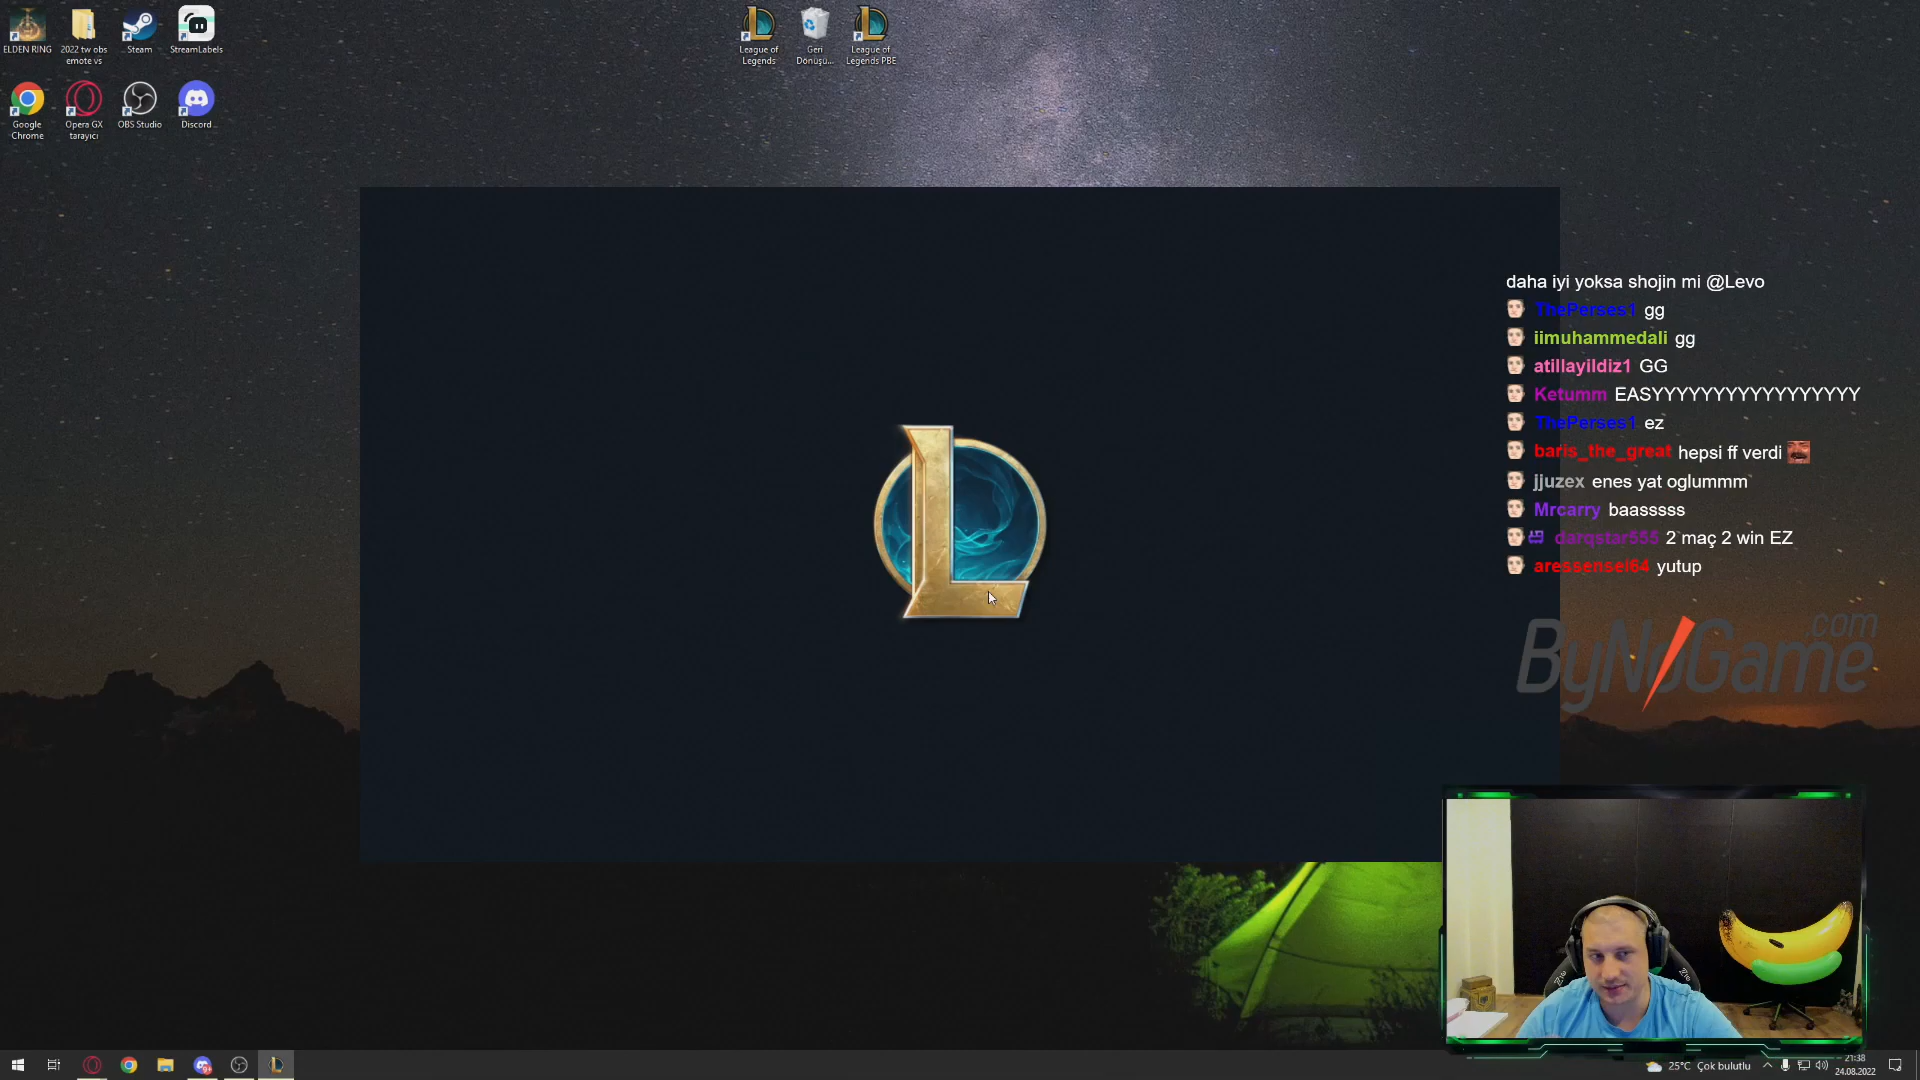 ELDEN RING
2022 tw obs
emote vs
Steam
StreamLabels
League of
Legends
Geri
Dönüşü...
League of
Legends PBE
Google
Chrome
Opera GX
tarayıcı
OBS Studio
Discord
daha iyi yoksa shojin mi @Levo
ThePerses1 gg
iimuhammedali gg
atillayildiz1 GG
Ketumm EASYYYYYYYYYYYYYYYYY
ThePerses1 ez
baris_the_great hepsi ff verdi
jjuzex enes yat oglummm
Mrcarry baasssss
darqstar555 2 maç 2 win EZ
aressensei64 yutup
ByNoGame.com
25°C Çok bulutlu
21:38
24.08.2022